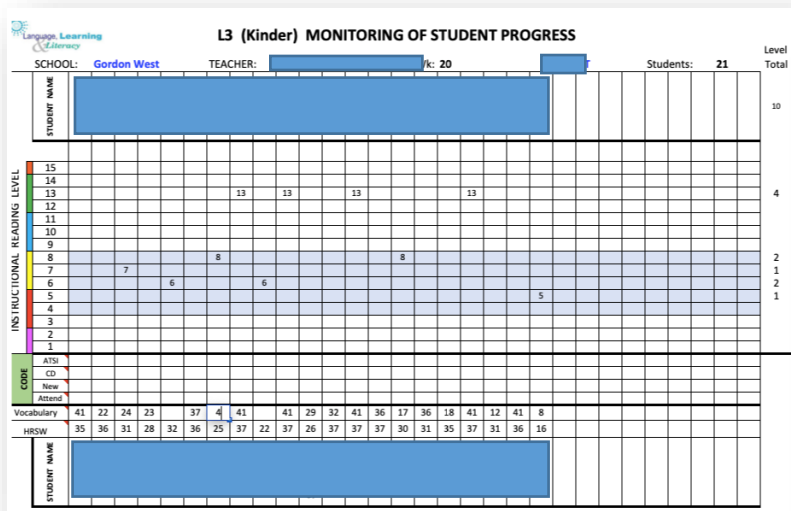 Language, Learning
&Literacy
L3 (Kinder) MONITORING OF STUDENT PROGRESS
SCHOOL: Gordon West TEACHER: /k: 20 Students: 21
Level
Total
STUDENT NAME
10
INSTRUCTIONAL READING LEVEL
15
14
13 13 13 13 13 4
12
11
10
9
8 8 8 2
7 7 1
6 6 6 2
5 5 1
4
3
2
1
CODE
ATSI
CD
New
Attend
Vocabulary 41 22 24 23 37 4 41 41 29 32 41 36 17 36 18 41 12 41 8
HRSW 35 36 31 28 32 36 25 37 22 37 26 37 37 37 30 31 35 37 31 36 16
STUDENT NAME